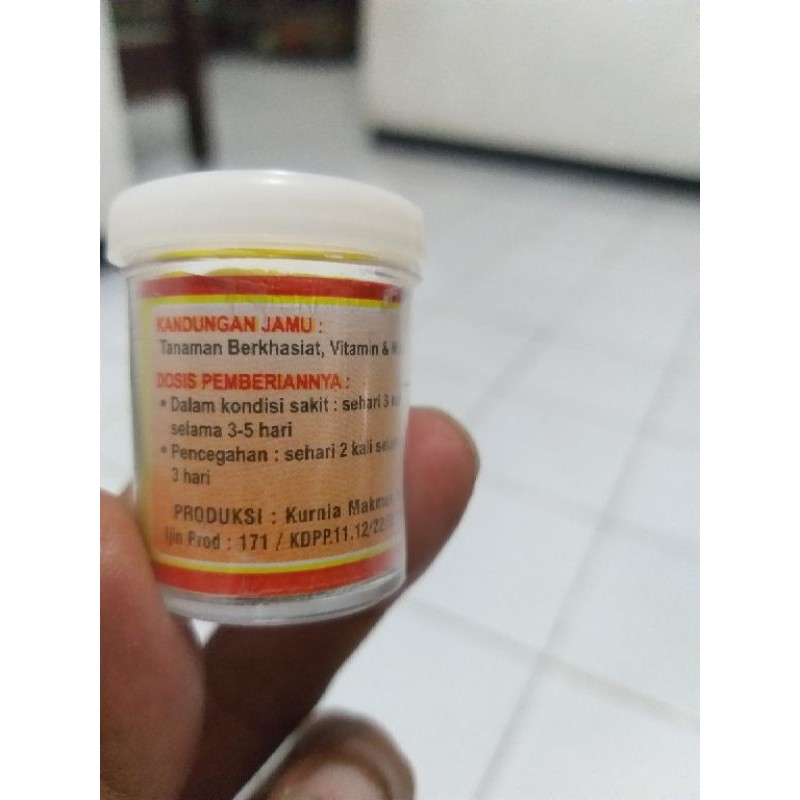 KANDUNGAN JAMU :
Tanaman Berkhasiat, Vitamin &
DOSIS PEMBERIANNYA :
• Dalam kondisi sakit : sehari 3
selama 3-5 hari
• Pencegahan : sehari 2 kali
3 hari
PRODUKSI : Kurnia
Ijin Prod : 171 / KDPP.11.12/22/